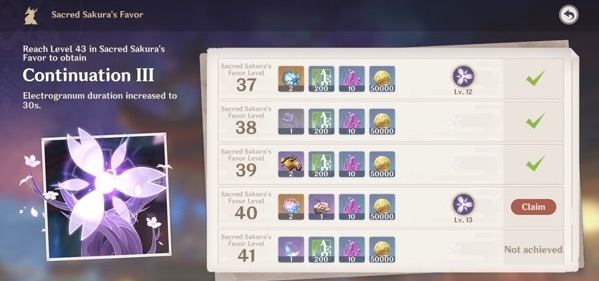 Sacred Sakura's Favor
Reach Level 43 in Sacred Sakura's
Favor to obtain
Continuation III
Electrogranum duration increased to
30s.
Sacred Sakura's
Favor Level
37
2
200
10
50000
Lv. 12
Sacred Sakura's
Favor Level
38
1
200
10
50000
Sacred Sakura's
Favor Level
39
2
200
10
50000
Sacred Sakura's
Favor Level
40
2
1
10
50000
Lv. 13
Claim
Sacred Sakura's
Favor Level
41
1
200
10
50000
Not achieved